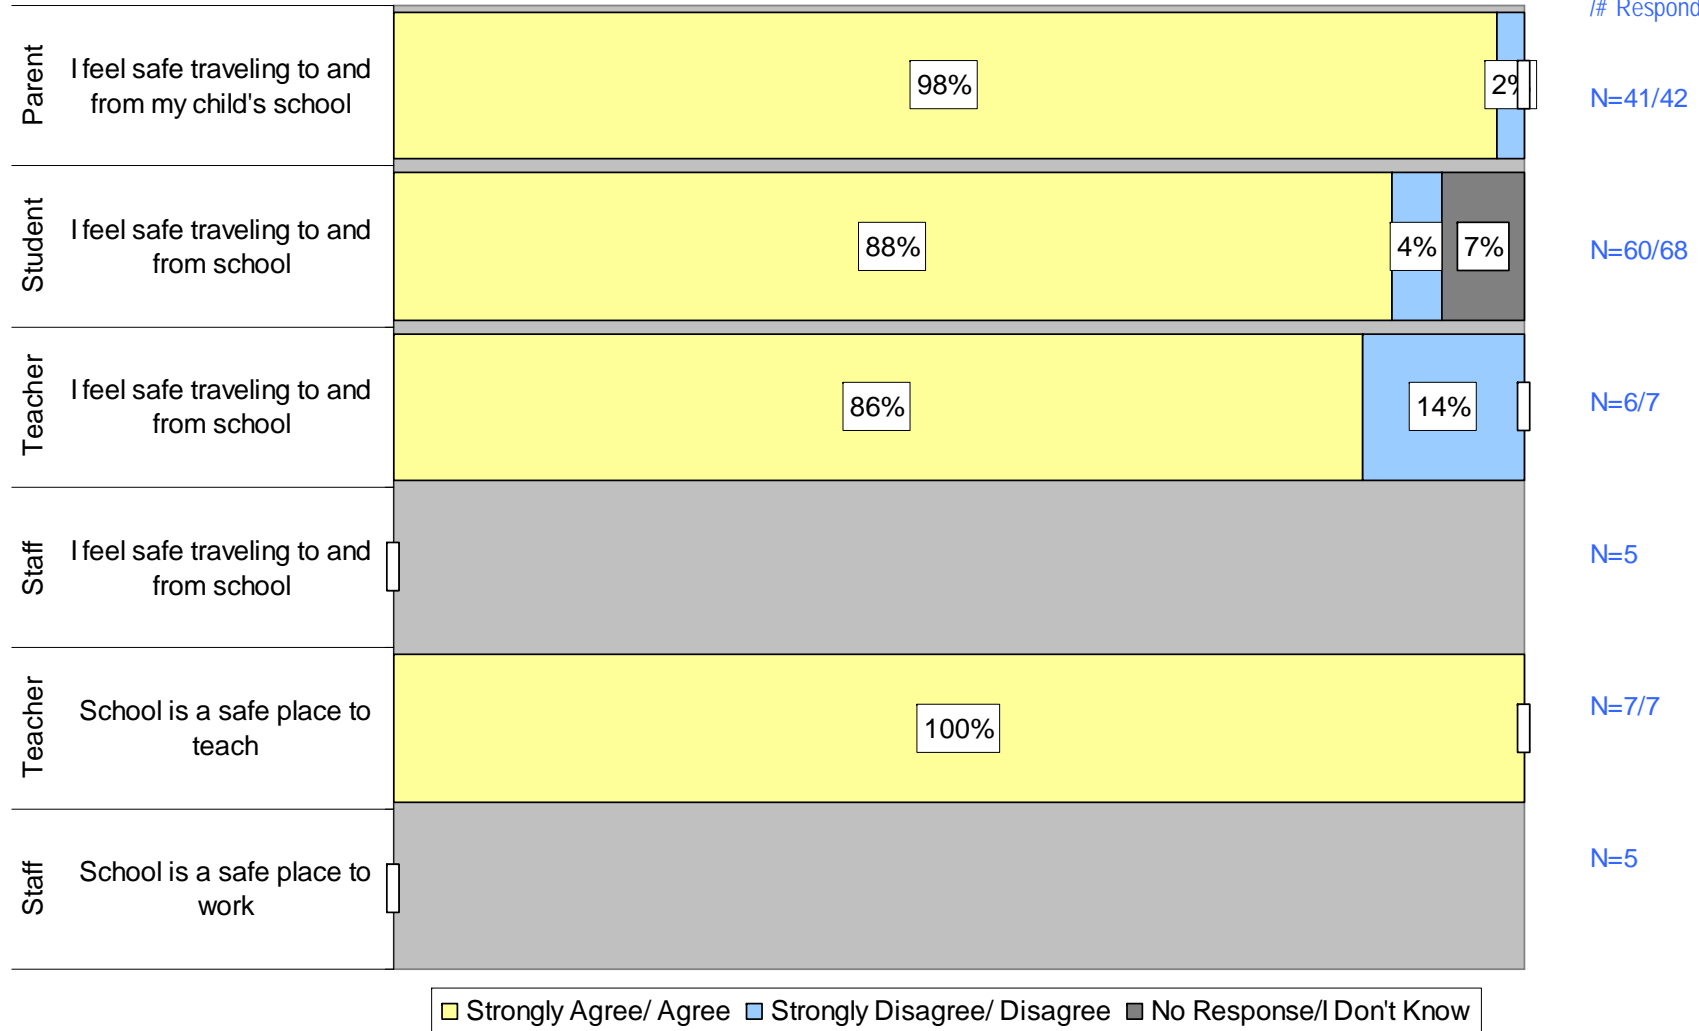 /# Respond
Parent
I feel safe traveling to and
from my child's school
98%
2%
N=41/42
Student
I feel safe traveling to and
from school
88%
4%
7%
N=60/68
Teacher
I feel safe traveling to and
from school
86%
14%
N=6/7
Staff
I feel safe traveling to and
from school
N=5
Teacher
School is a safe place to
teach
100%
N=7/7
Staff
School is a safe place to
work
N=5
Strongly Agree/ Agree Strongly Disagree/ Disagree No Response/I Don't Know